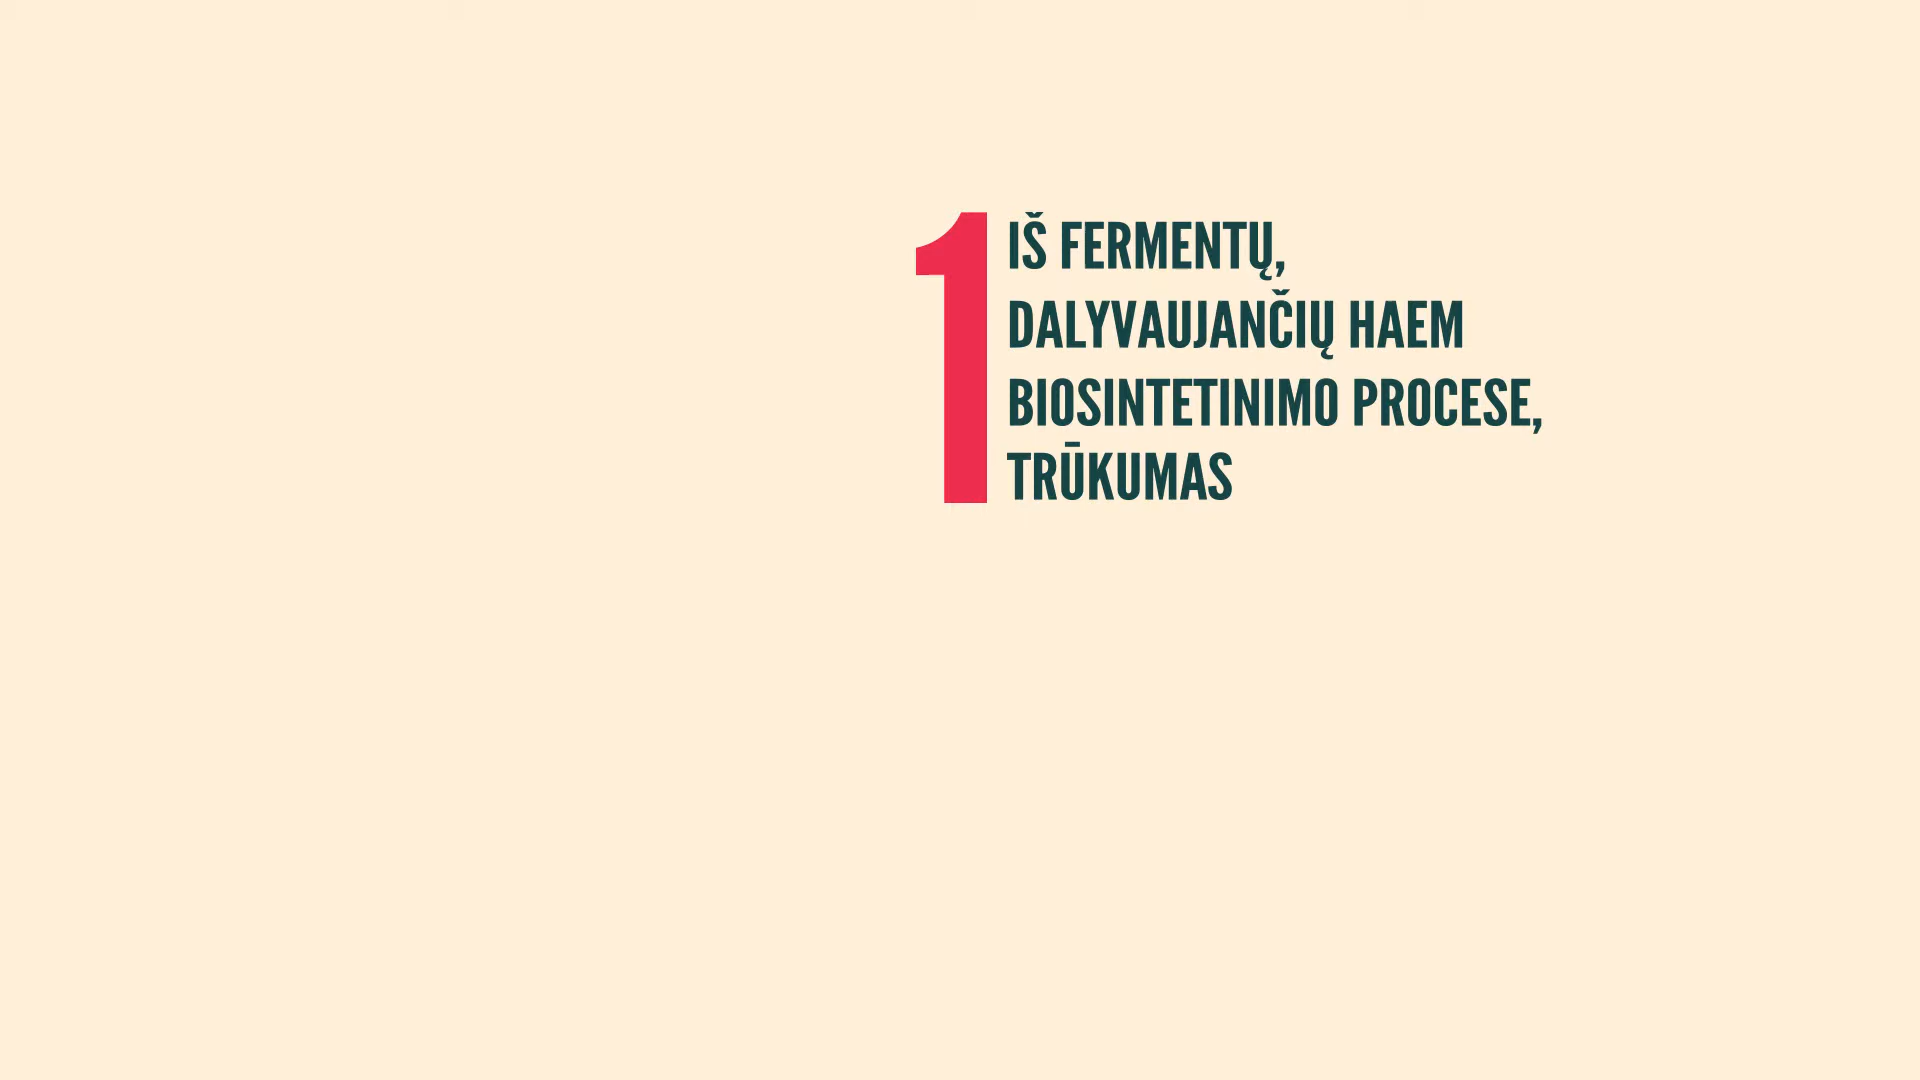 1 IŠ FERMENTŲ,
DALYVAUJANČIŲ HAEM
BIOSINTETINIMO PROCESE,
TRŪKUMAS